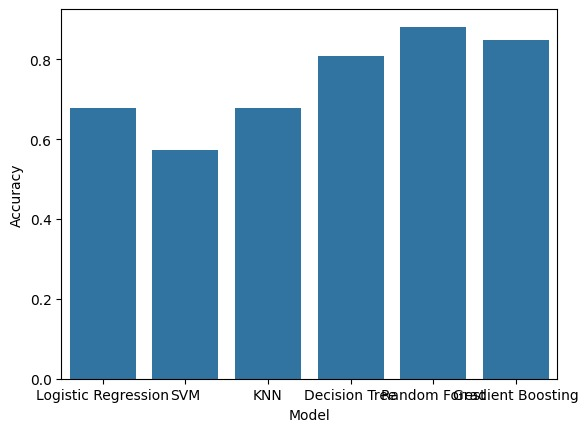 0.8
0.6
0.4
0.2
0.0
Accuracy
Logistic Regression SVM KNN Decision Tree Random Forest Gradient Boosting
Model